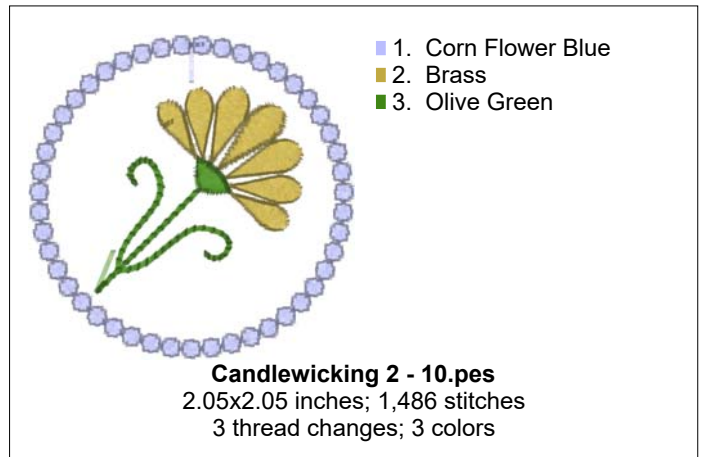 1. Corn Flower Blue
2. Brass
3. Olive Green
Candlewicking 2 - 10.pes
2.05x2.05 inches; 1,486 stitches
3 thread changes; 3 colors